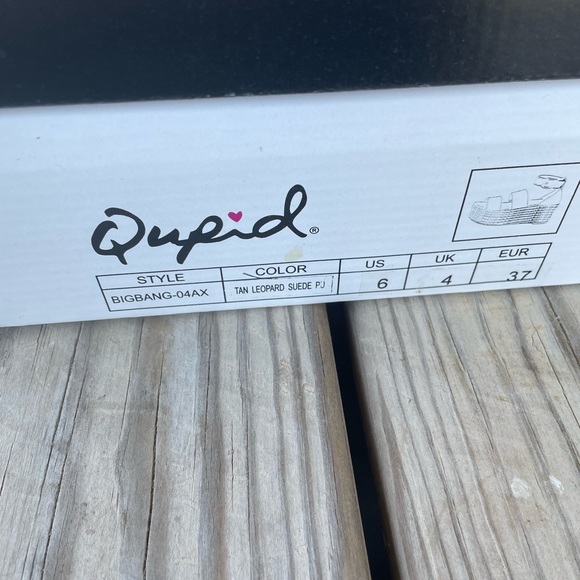 Qupid®
STYLE COLOR US UK EUR
BIGBANG-04AX TAN LEOPARD SUEDE PJ 6 4 37